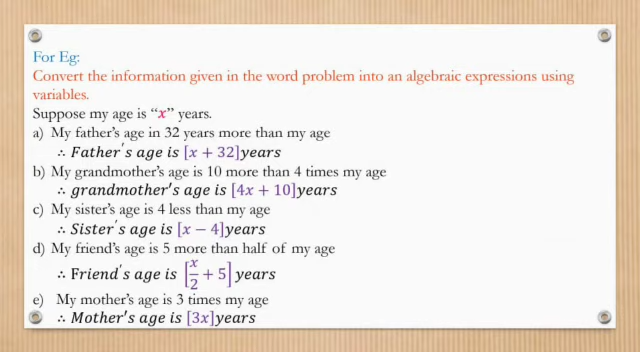 For Eg:
Convert the information given in the word problem into an algebraic expressions using
variables.
Suppose my age is “x” years.
a) My father’s age in 32 years more than my age
∴ Father's age is [x + 32]years
b) My grandmother’s age is 10 more than 4 times my age
∴ grandmother's age is [4x + 10]years
c) My sister’s age is 4 less than my age
∴ Sister's age is [x − 4]years
d) My friend’s age is 5 more than half of my age
∴ Friend's age is [x/2 + 5] years
e) My mother’s age is 3 times my age
∴ Mother's age is [3x]years